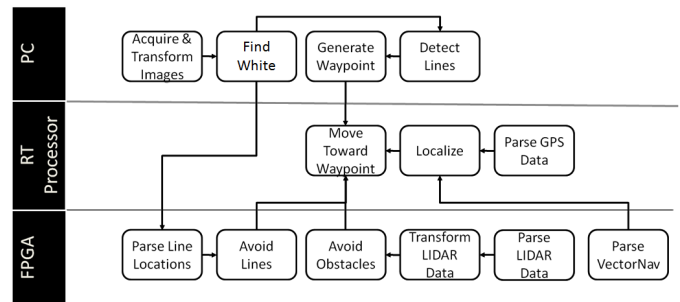 PC
Acquire &
Transform
Images
Find
White
Generate
Waypoint
Detect
Lines
RT
Processor
Move
Toward
Waypoint
Localize
Parse GPS
Data
FPGA
Parse Line
Locations
Avoid
Lines
Avoid
Obstacles
Transform
LIDAR
Data
Parse
LIDAR
Data
Parse
VectorNav